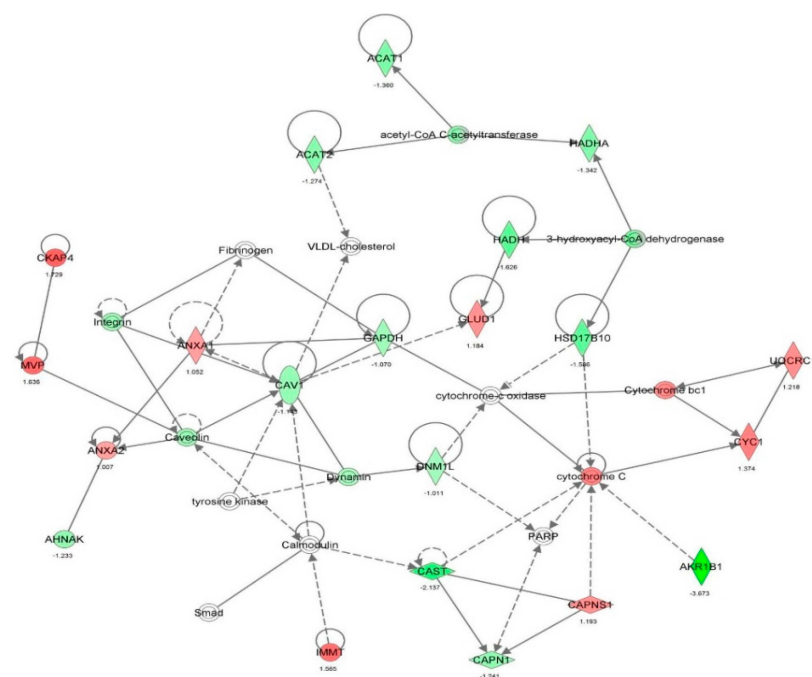 ACAT1
-1.360
acetyl-CoA C-acetyltransferase
ACAT2
-1.274
HADHA
-1.342
Fibrinogen
VLDL-cholesterol
HADH
-1.626
3-hydroxyacyl-CoA dehydrogenase
CKAP4
1.729
Integrin
ANXA1
1.052
GAPDH
-1.070
GLUD1
1.184
HSD17B10
MVP
1.636
UQCRC
1.218
CAV1
cytochrome-c oxidase
Cytochrome bc1
ANXA2
1.007
Caveolin
CYC1
1.374
Dynamin
DNM1L
-1.011
cytochrome C
tyrosine kinase
AHNAK
-1.233
Calmodulin
PARP
CAST
-2.137
AKR1B1
-3.673
Smad
CAPNS1
1.193
IMMT
1.565
CAPN1
-1.241